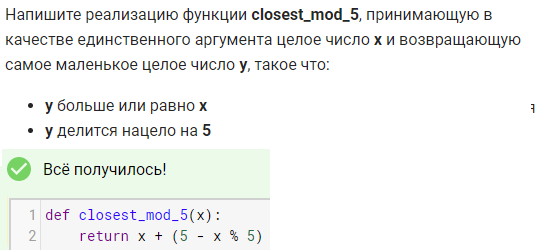 Напишите реализацию функции closest_mod_5, принимающую в
качестве единственного аргумента целое число x и возвращающую
самое маленькое целое число y, такое что:
• y больше или равно x
я
• y делится нацело на 5
Всё получилось!
1 def closest_mod_5(x):
2     return x + (5 - x % 5)